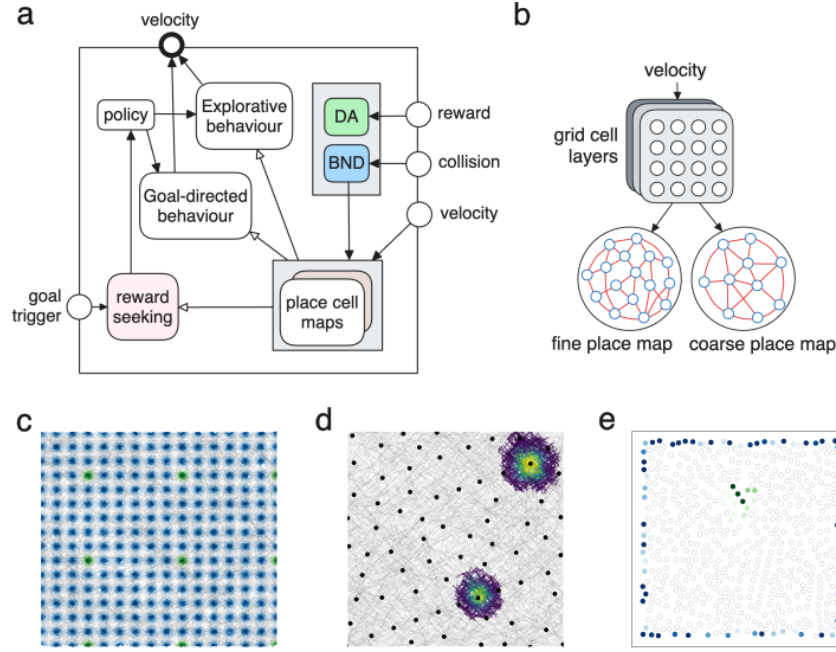 a
velocity
policy
Explorative
behaviour
DA
BND
reward
collision
velocity
Goal-directed
behaviour
goal
trigger
reward
seeking
place cell
maps
b
velocity
grid cell
layers
fine place map
coarse place map
c
d
e